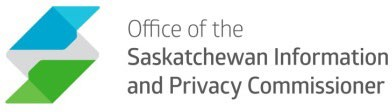 Office of the
Saskatchewan Information
and Privacy Commissioner